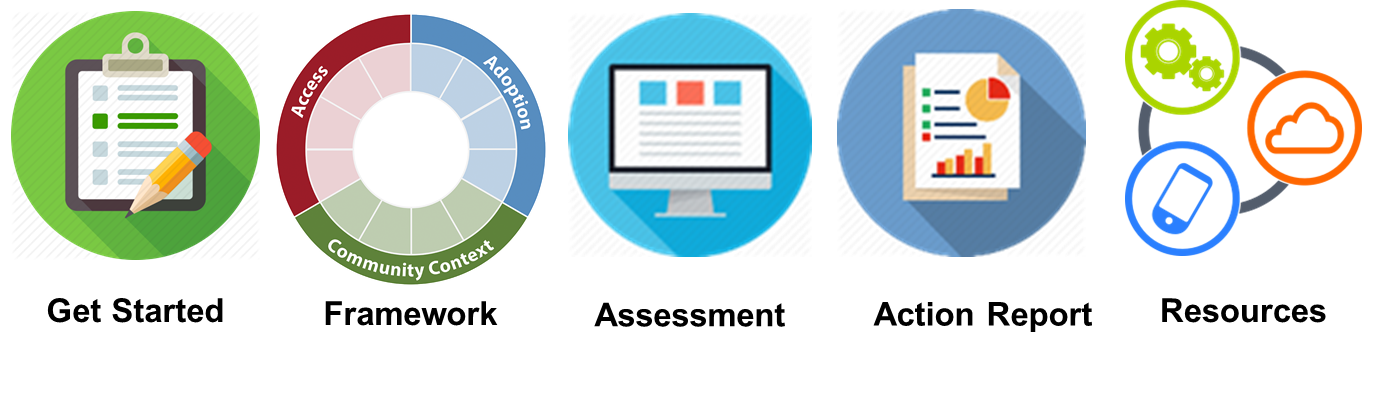 Access
Adoption
Community Context
Get Started
Framework
Assessment
Action Report
Resources